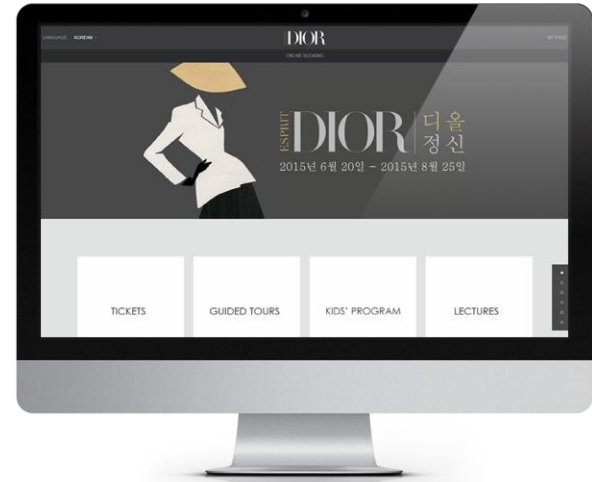 LANGUAGE: KOREAN
DIOR
MY PAGE
ONLINE BOOKING
ESPRIT
DIOR
디올
정신
2015년 6월 20일 – 2015년 8월 25일
TICKETS
GUIDED TOURS
KIDS' PROGRAM
LECTURES